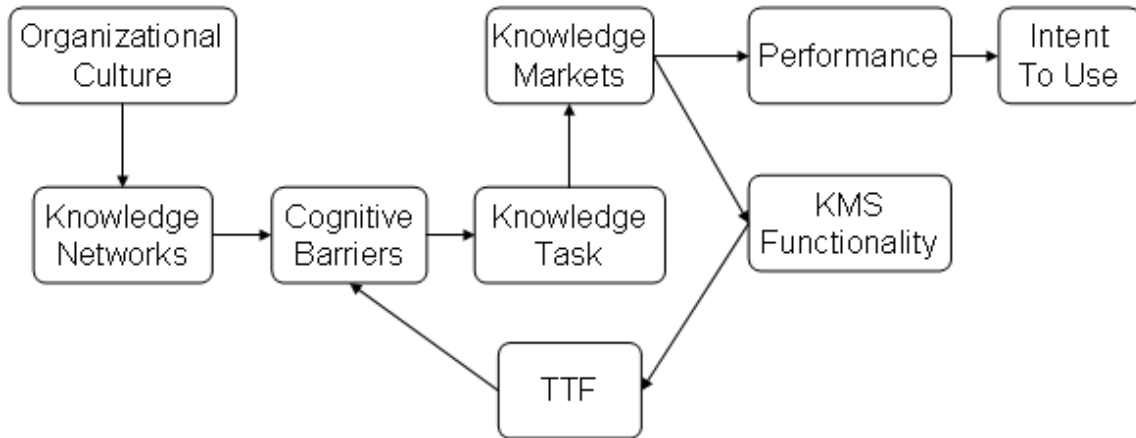 Organizational
Culture
Knowledge
Markets
Performance
Intent
To Use
Knowledge
Networks
Cognitive
Barriers
Knowledge
Task
KMS
Functionality
TTF